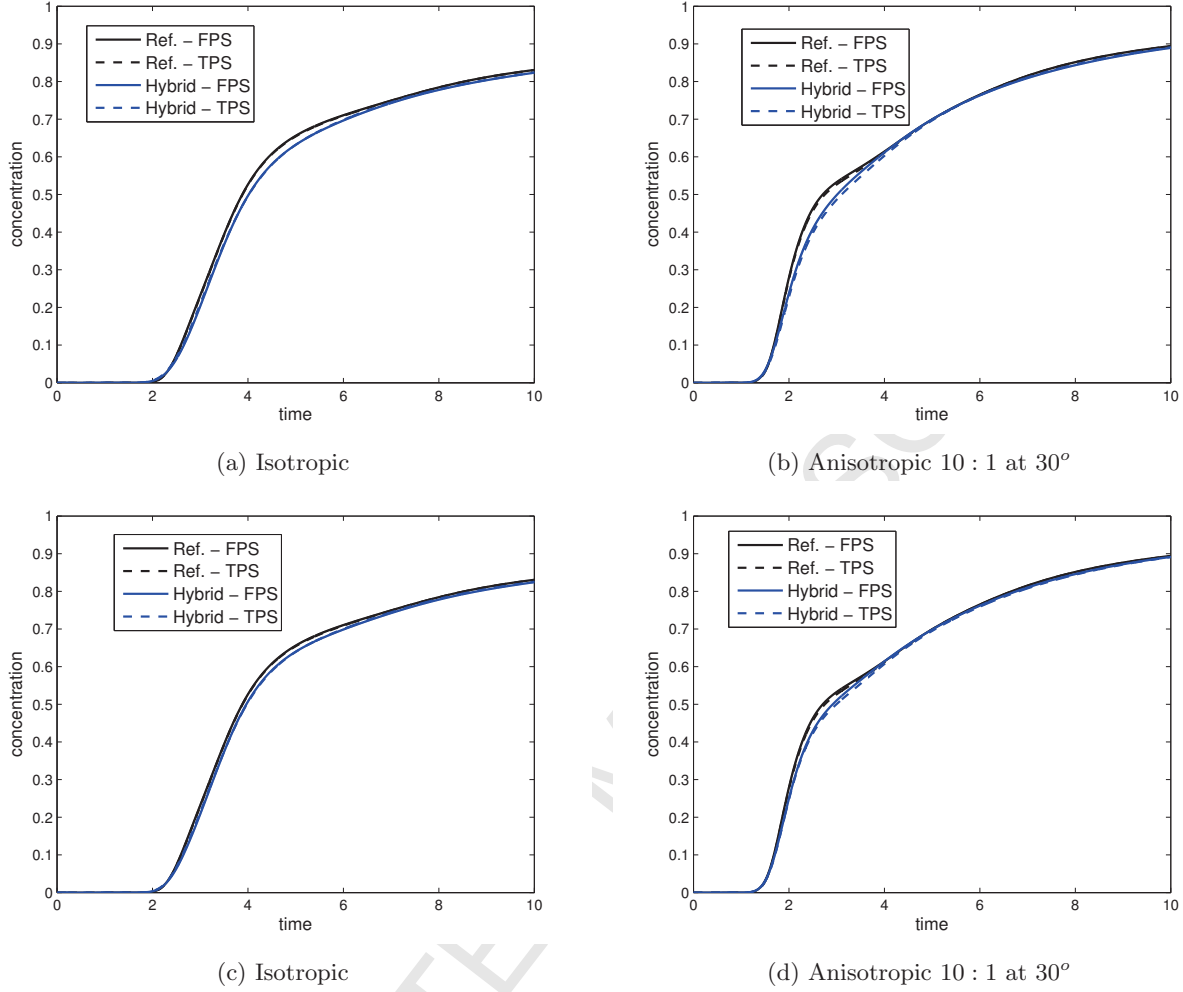 1
0.9
0.8
0.7
0.6
0.5
0.4
0.3
0.2
0.1
0
concentration
Ref. – FPS
Ref. – TPS
Hybrid – FPS
Hybrid – TPS
0 2 4 6 8 10
time
(a) Isotropic
1
0.9
0.8
0.7
0.6
0.5
0.4
0.3
0.2
0.1
0
concentration
Ref. – FPS
Ref. – TPS
Hybrid – FPS
Hybrid – TPS
0 2 4 6 8 10
time
(b) Anisotropic 10 : 1 at 30°
1
0.9
0.8
0.7
0.6
0.5
0.4
0.3
0.2
0.1
0
concentration
Ref. – FPS
Ref. – TPS
Hybrid – FPS
Hybrid – TPS
0 2 4 6 8 10
time
(c) Isotropic
1
0.9
0.8
0.7
0.6
0.5
0.4
0.3
0.2
0.1
0
concentration
Ref. – FPS
Ref. – TPS
Hybrid – FPS
Hybrid – TPS
0 2 4 6 8 10
time
(d) Anisotropic 10 : 1 at 30°